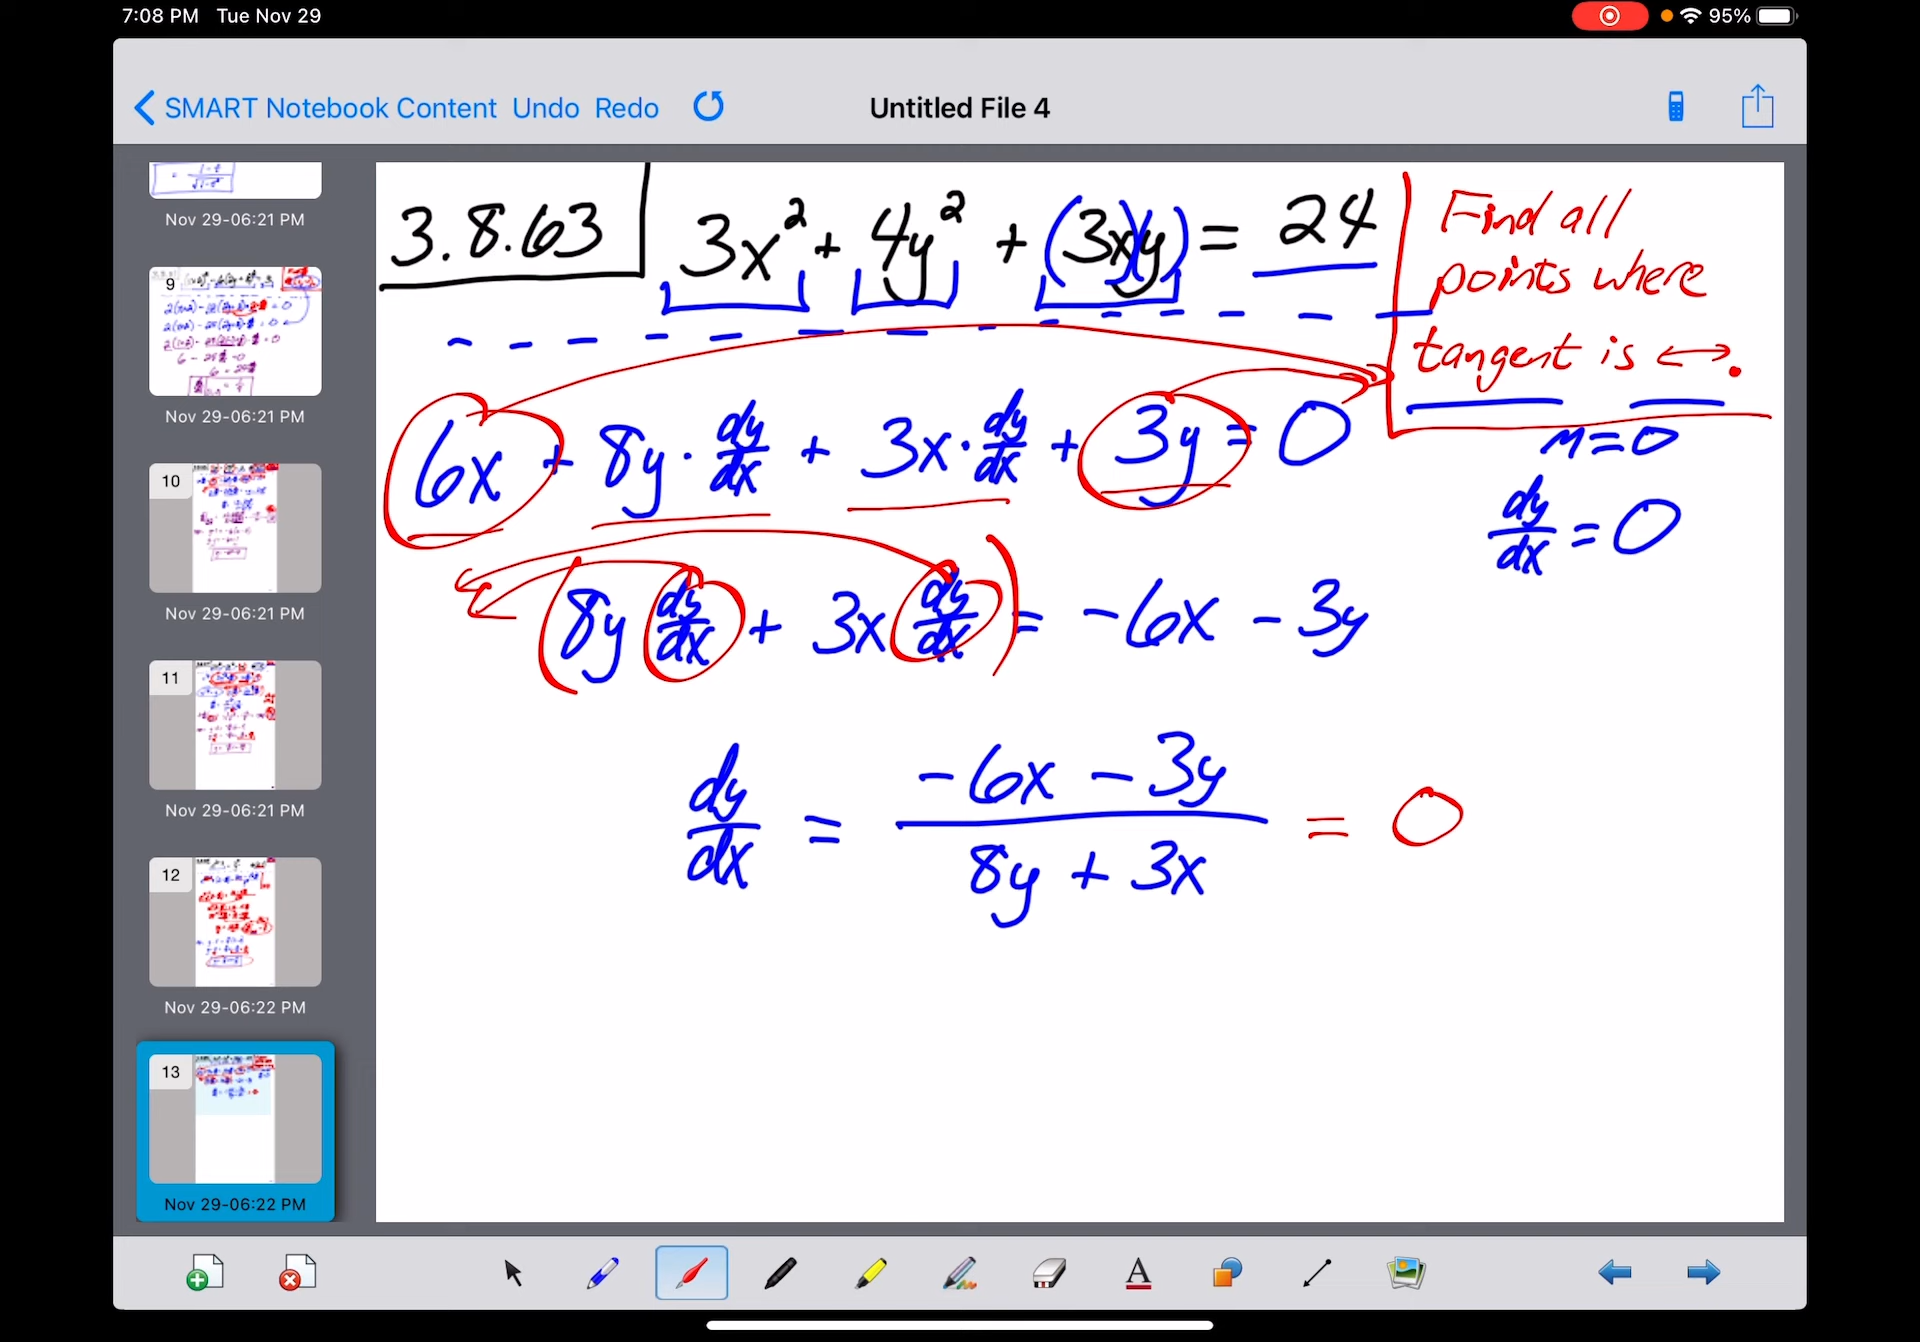 7:08 PM Tue Nov 29
95%
SMART Notebook Content Undo Redo
Untitled File 4
Nov 29-06:21 PM
9
Nov 29-06:21 PM
10
Nov 29-06:21 PM
11
Nov 29-06:21 PM
12
Nov 29-06:22 PM
13
Nov 29-06:22 PM
3.8.63
3x² + 4y² + (3x)(y) = 24
Find all
points where
tangent is ↔.
m = 0
dy/dx = 0
6x + 8y · dy/dx + 3x · dy/dx + 3y = 0
(8y dy/dx + 3x dy/dx) = -6x - 3y
dy/dx = (-6x - 3y)/(8y + 3x) = 0
A